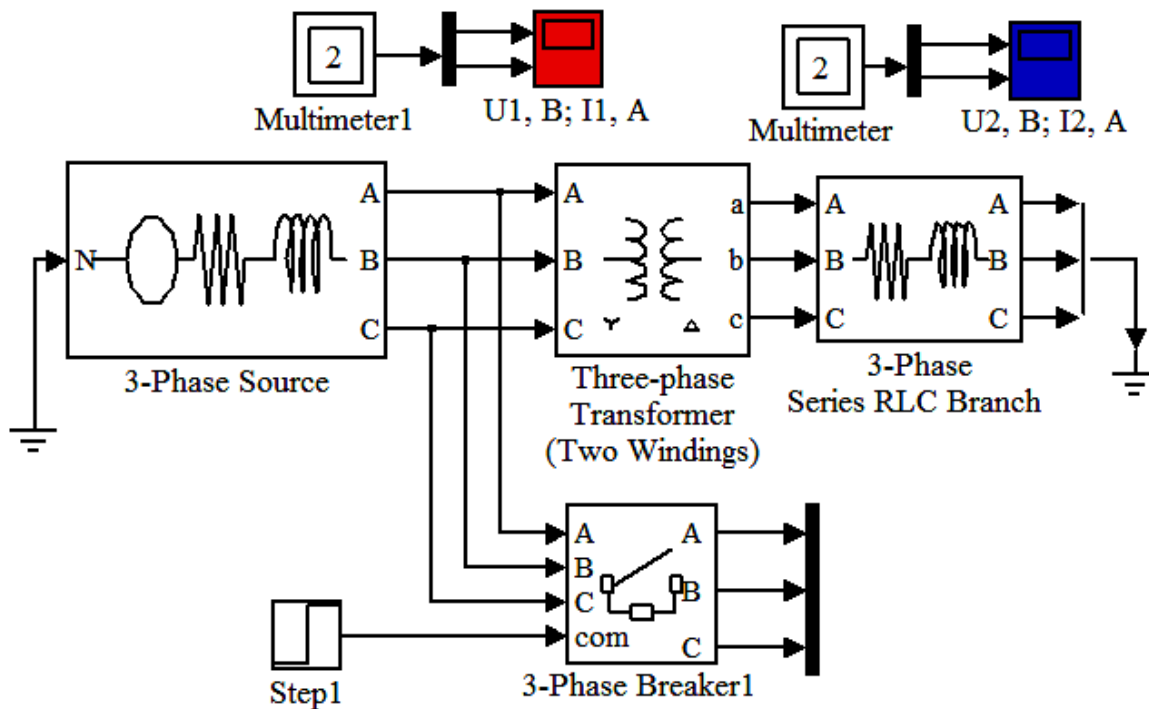 2
Multimeter1
U1, B; I1, A
2
Multimeter
U2, B; I2, A
N
A
B
C
3-Phase Source
A
B
C
a
b
c
Three-phase
Transformer
(Two Windings)
A
B
C
A
B
C
3-Phase
Series RLC Branch
A
B
C
com
A
B
C
3-Phase Breaker1
Step1